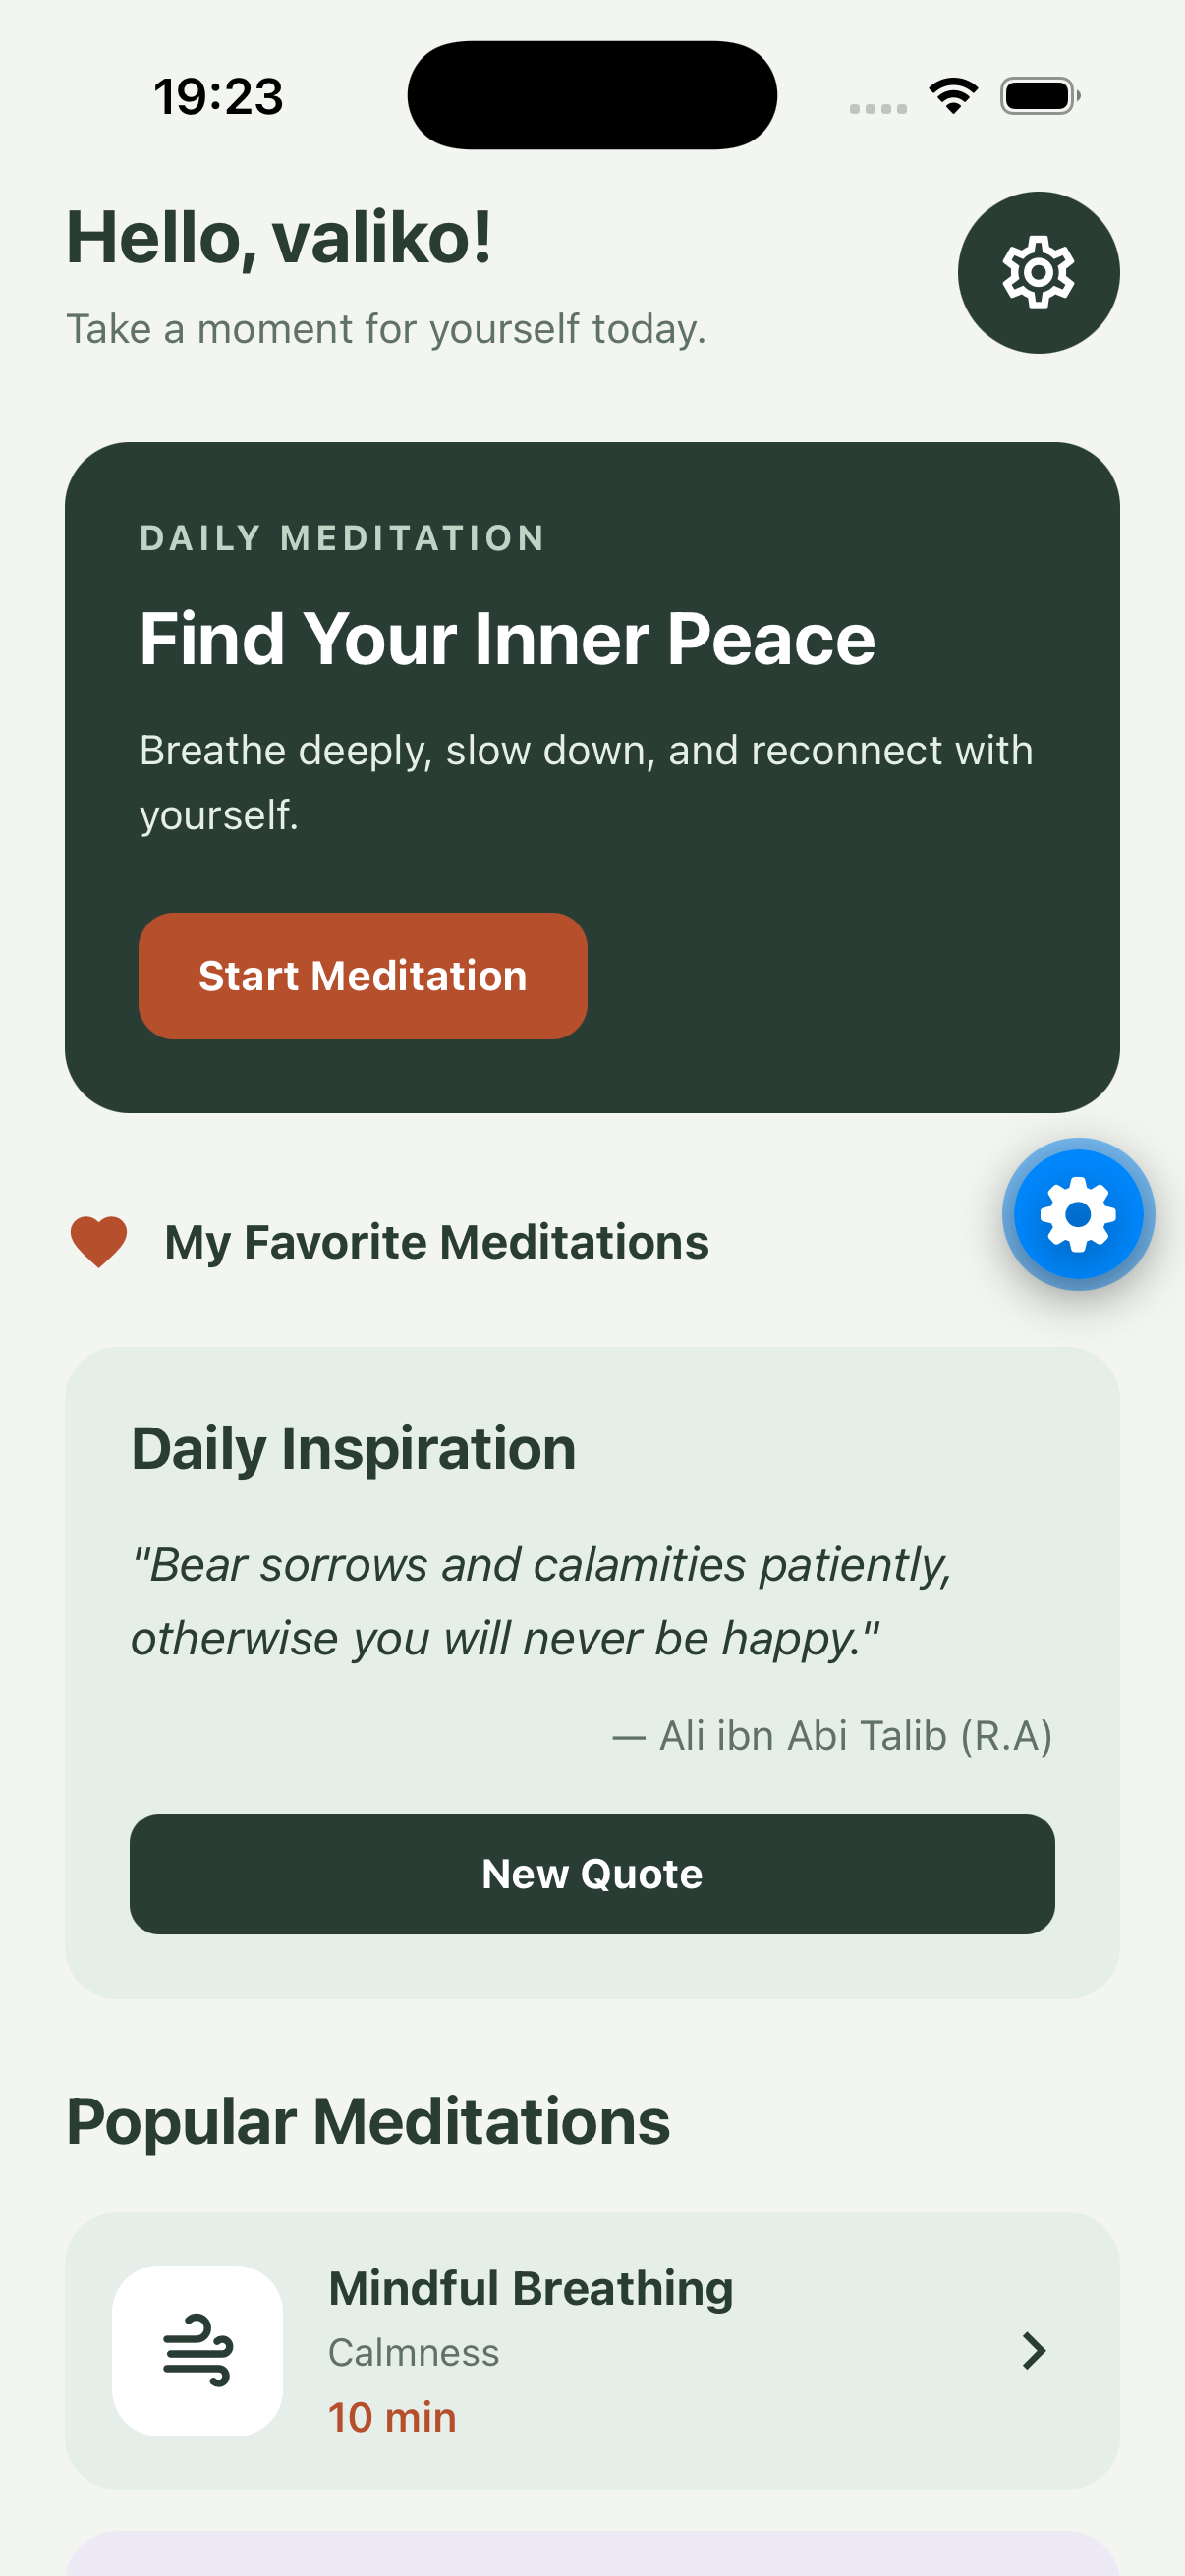 19:23
Hello, valiko!
Take a moment for yourself today.
DAILY MEDITATION
Find Your Inner Peace
Breathe deeply, slow down, and reconnect with
yourself.
Start Meditation
My Favorite Meditations
Daily Inspiration
"Bear sorrows and calamities patiently,
otherwise you will never be happy."
— Ali ibn Abi Talib (R.A)
New Quote
Popular Meditations
Mindful Breathing
Calmness
10 min